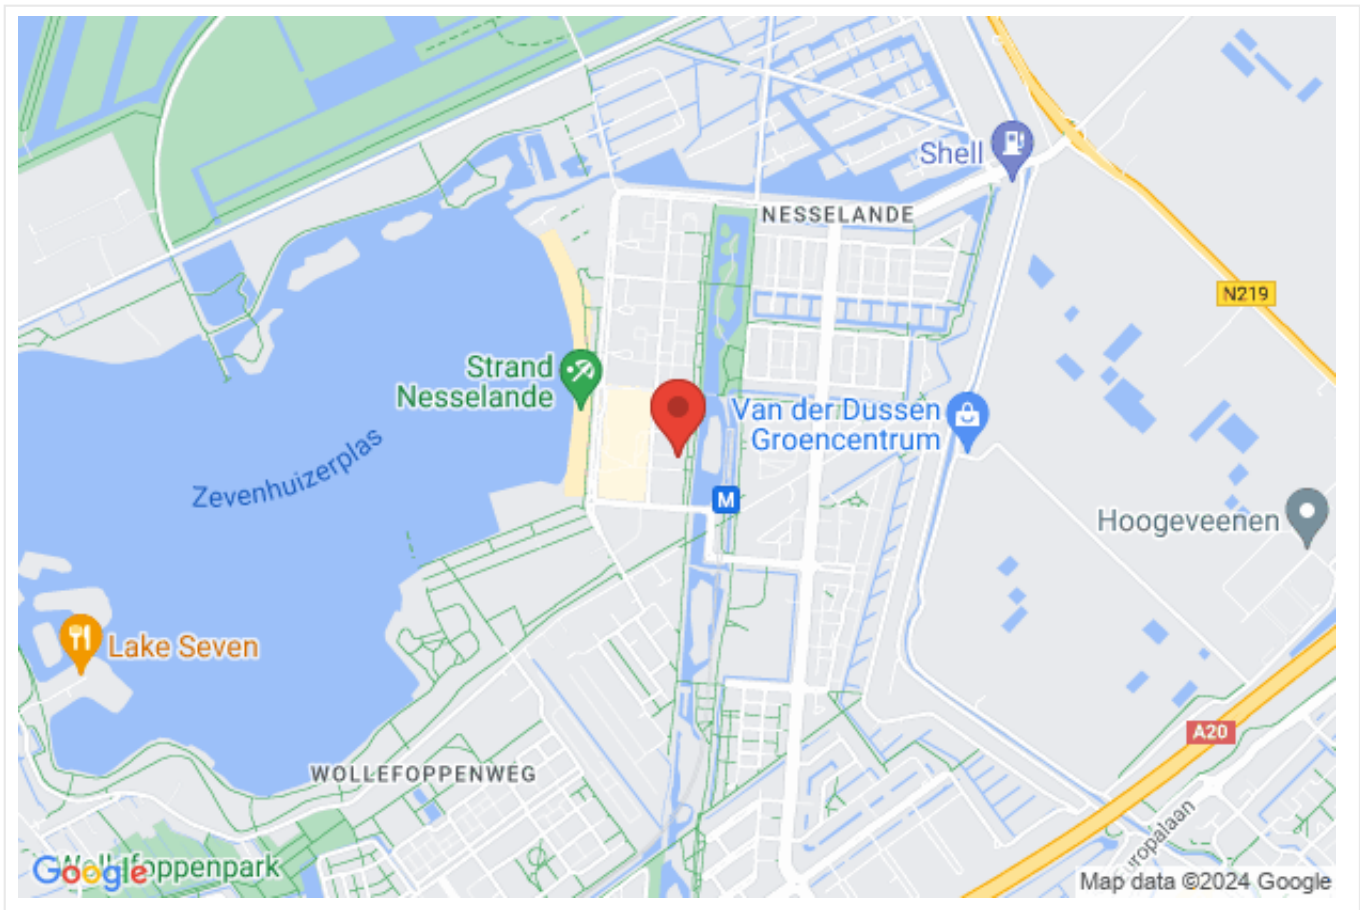 Shell
NESSELANDE
N219
Strand
Nesselande
Van der Dussen
Groencentrum
Zevenhuizerplas
M
Hoogeveenen
Lake Seven
A20
WOLLEFOPPENWEG
Google
Map data ©2024 Google